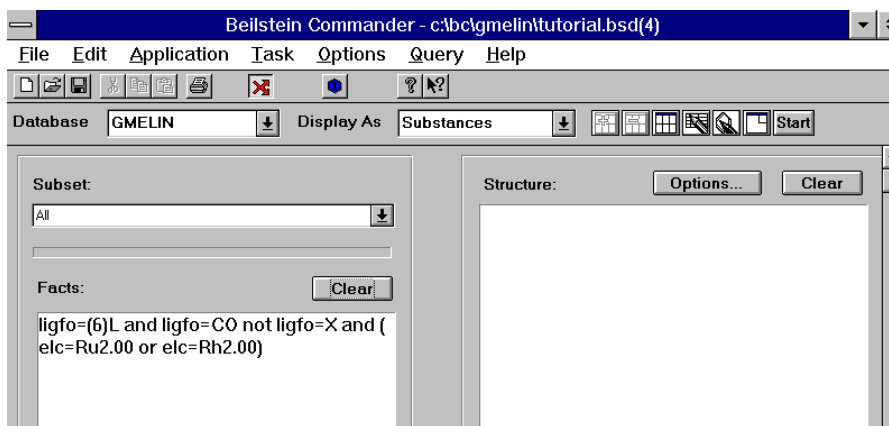 Beilstein Commander - c:\bc\gmelin\tutorial.bsd(4)
File Edit Application Task Options Query Help
Database GMELIN Display As Substances Start
Subset:
All
Facts: Clear
ligfo=(6)L and ligfo=CO not ligfo=X and (
elc=Ru2.00 or elc=Rh2.00)
Structure: Options... Clear